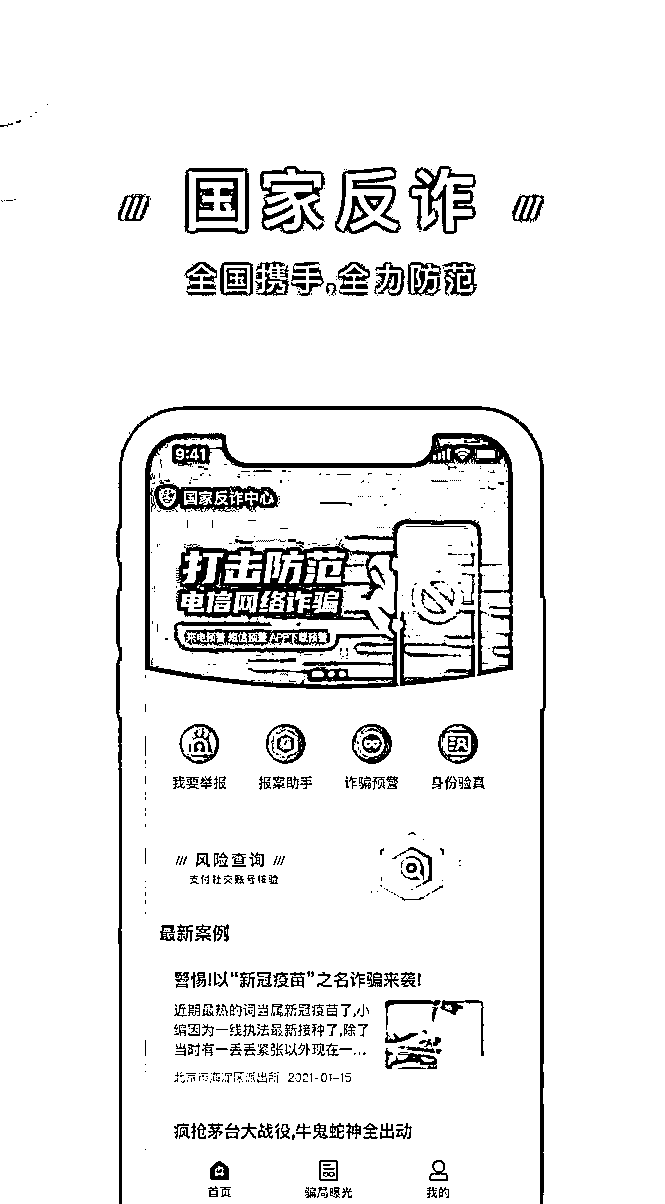 国家反诈
全国携手,全力防范
9:41
国家反诈中心
打击防范
电信网络诈骗
来电预警 短信预警 APP下载预警
我要举报 报案助手 诈骗预警 身份验真
风险查询
支付社交账号核验
最新案例
警惕!以“新冠疫苗”之名诈骗来袭!
近期最热的词当属新冠疫苗了,小
编因为一线执法最新接种了,除了
当时有一丢丢紧张以外现在一...
北京市海淀区派出所 2021-01-15
疯抢茅台大战役,牛鬼蛇神全出动
首页 骗局曝光 我的